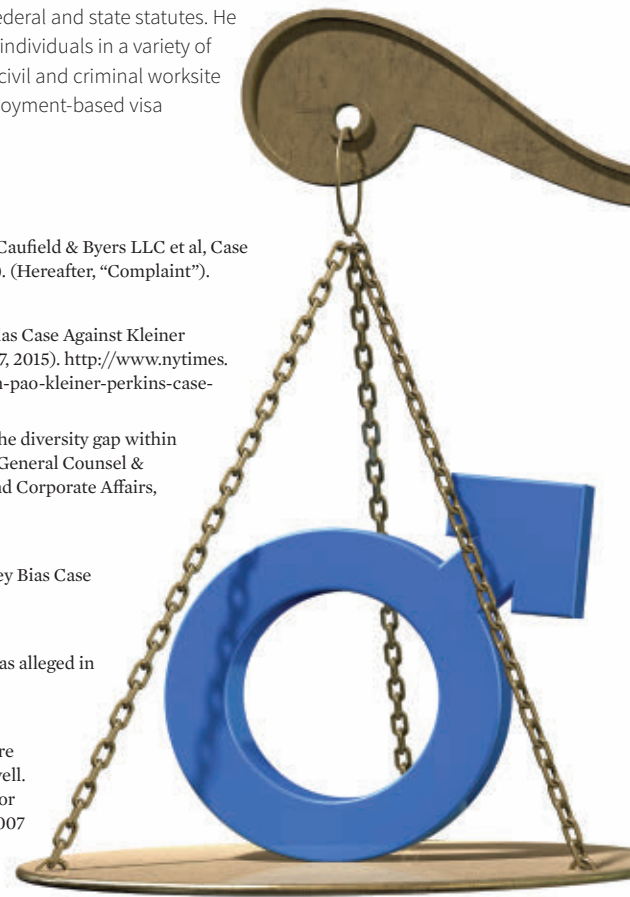 ederal and state statutes. He
individuals in a variety of
civil and criminal worksite
oyment-based visa
Caufield & Byers LLC et al, Case
). (Hereafter, “Complaint”).
ias Case Against Kleiner
7, 2015). http://www.nytimes.
n-pao-kleiner-perkins-case-
he diversity gap within
General Counsel &
nd Corporate Affairs,
ey Bias Case
as alleged in
re
vell.
or
007